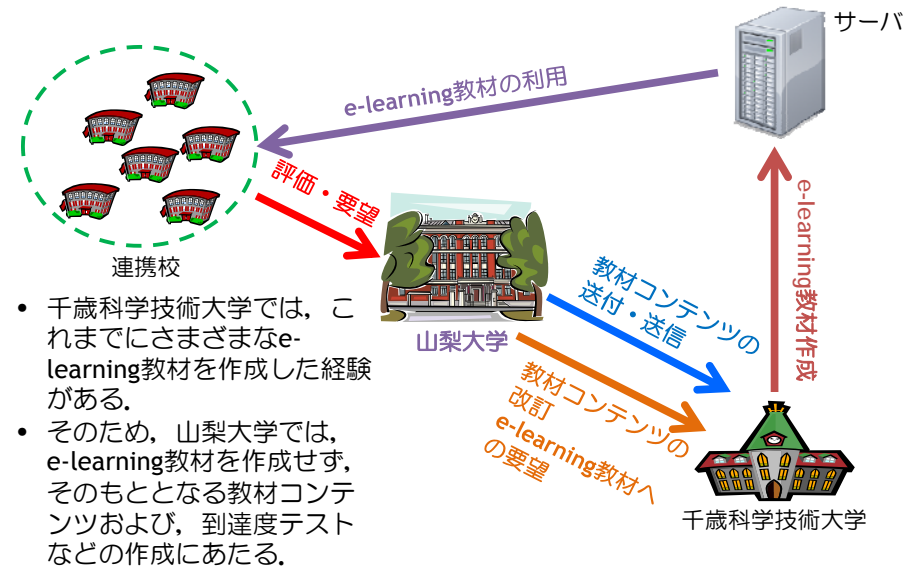 サーバ
e-learning教材の利用
評価・要望
連携校
e-learning教材作成
教材コンテンツの
送付・送信
山梨大学
教材コンテンツの
改訂
e-learning教材へ
の要望
千歳科学技術大学
• 千歳科学技術大学では，こ
れまでにさまざまなe-
learning教材を作成した経験
がある．
• そのため，山梨大学では，
e-learning教材を作成せず，
そのもととなる教材コンテ
ンツおよび，到達度テスト
などの作成にあたる．